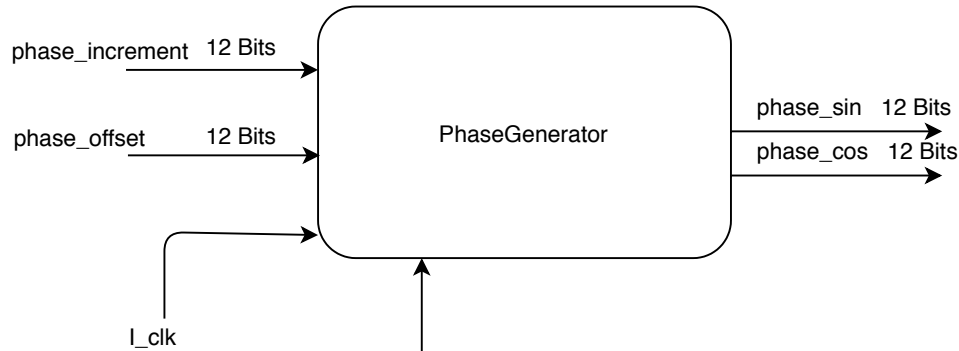 phase_increment 12 Bits
phase_offset 12 Bits
PhaseGenerator
phase_sin 12 Bits
phase_cos 12 Bits
I_clk